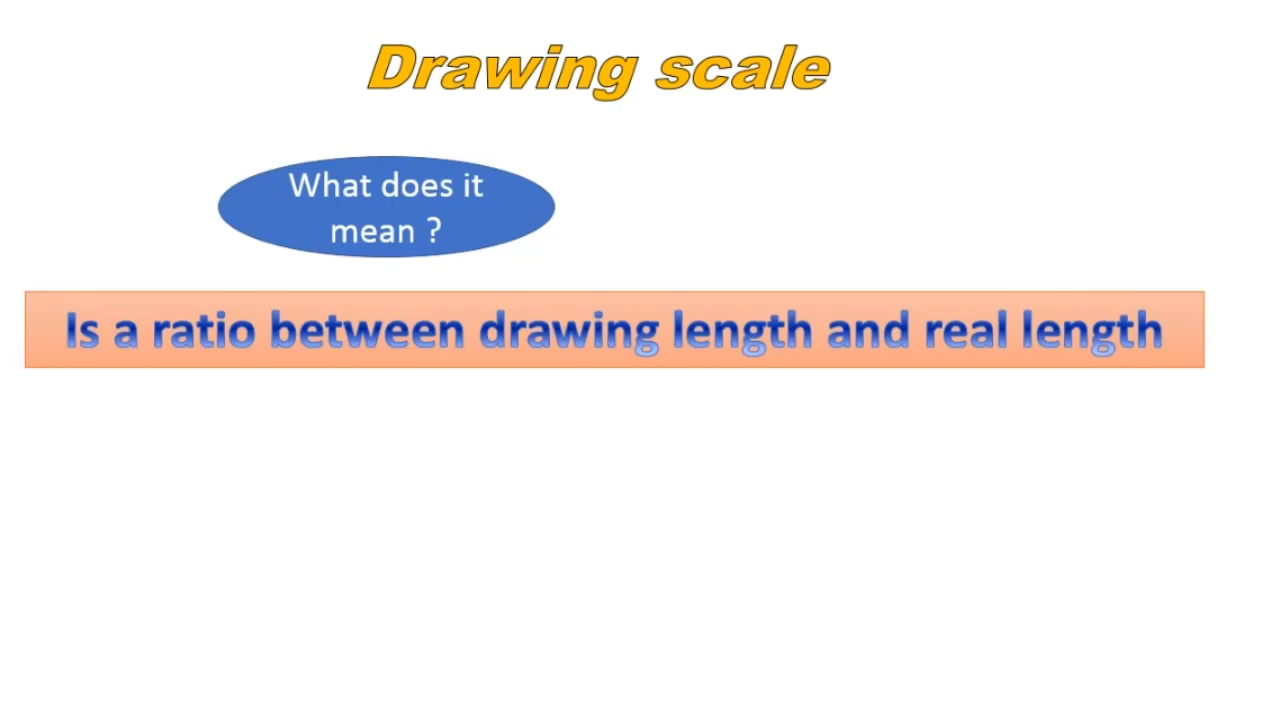 Drawing scale
What does it
mean ?
Is a ratio between drawing length and real length